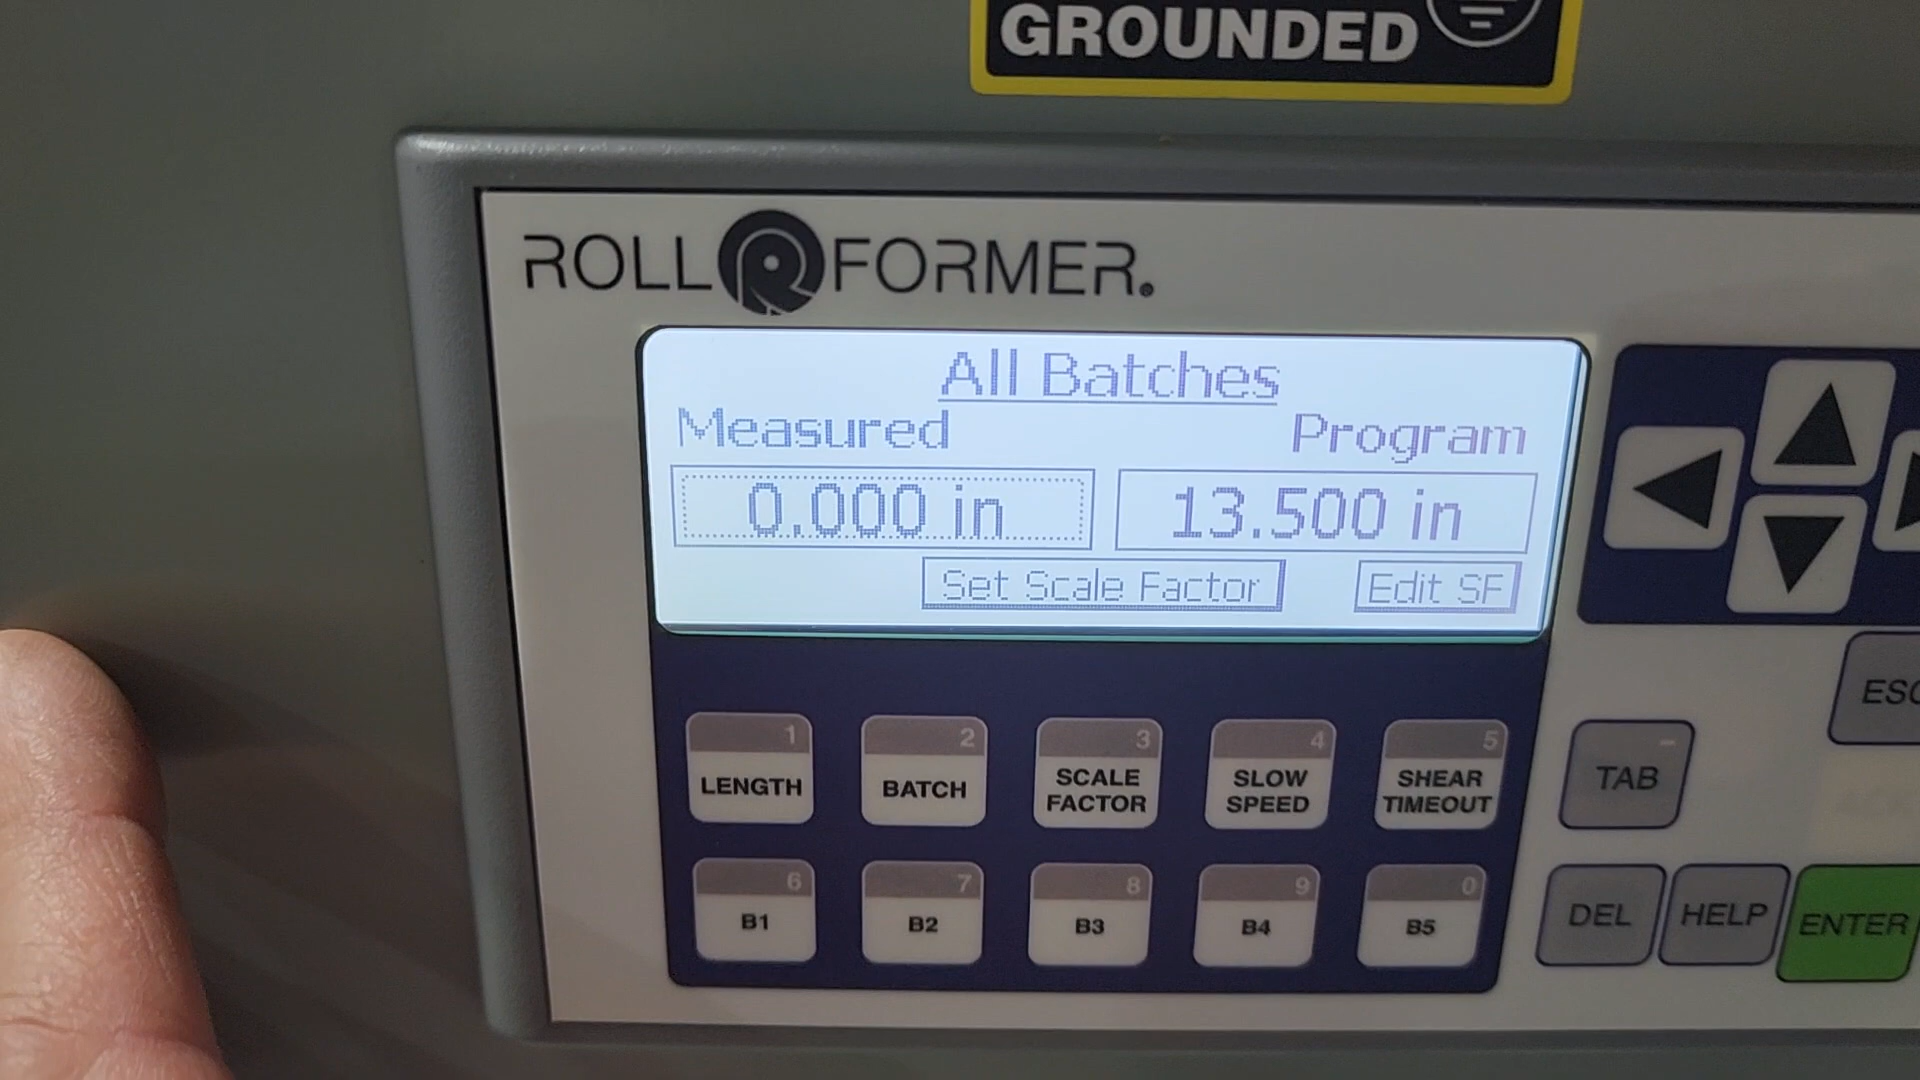 GROUNDED
ROLL FORMER®
All Batches
Measured Program
0.000 in 13.500 in
Set Scale Factor Edit SF
ESC
1 2 3 4 5 -
LENGTH BATCH SCALE FACTOR SLOW SPEED SHEAR TIMEOUT TAB
6 7 8 9 0
B1 B2 B3 B4 B5 DEL HELP ENTER